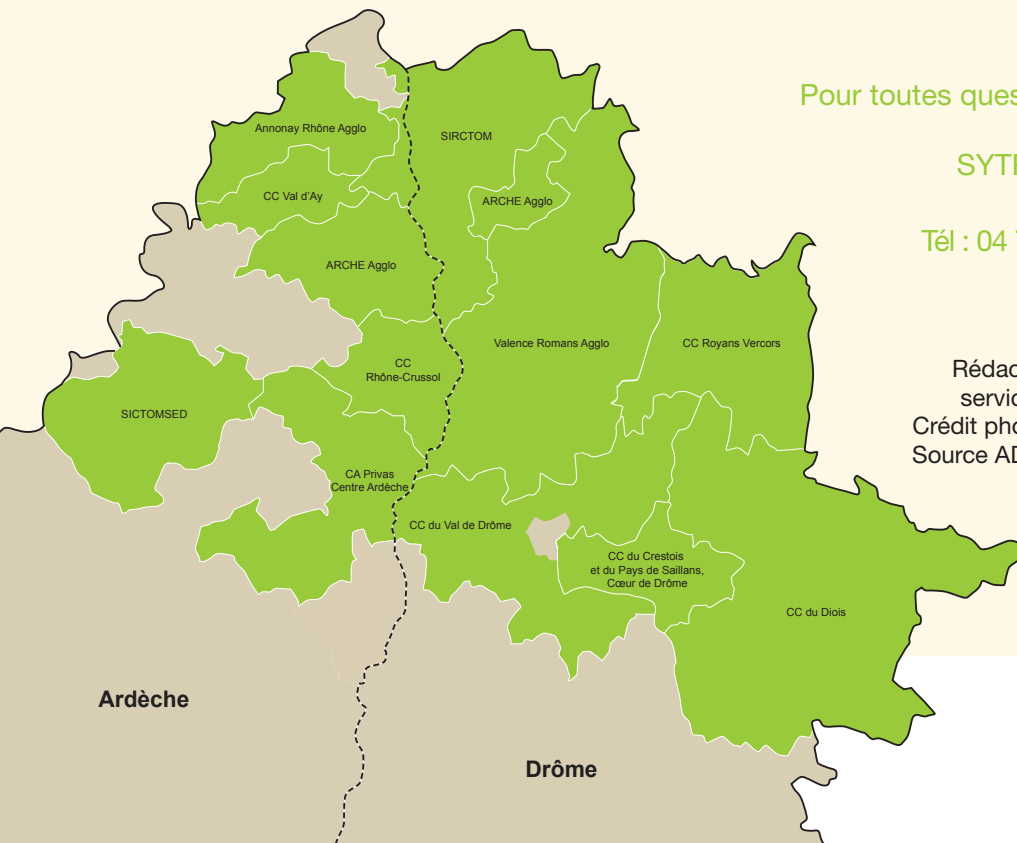 Annonay Rhône Agglo
SIRCTOM
CC Val d'Ay
ARCHE Agglo
ARCHE Agglo
Valence Romans Agglo
CC Royans Vercors
CC
Rhône-Crussol
SICTOMSED
CA Privas
Centre Ardèche
CC du Val de Drôme
CC du Crestois
et du Pays de Saillans,
Cœur de Drôme
CC du Diois
Ardèche
Drôme
Pour toutes ques
SYT
Tél : 04
Rédac
servic
Crédit pho
Source AD